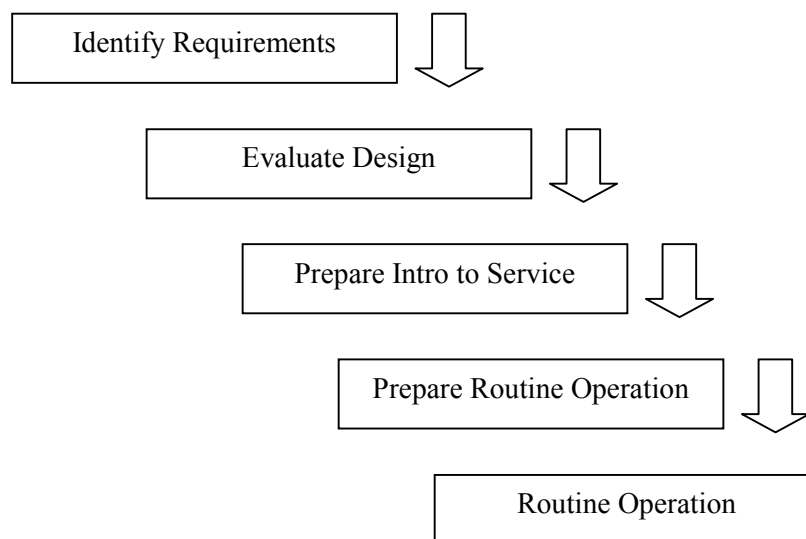 Identify Requirements
Evaluate Design
Prepare Intro to Service
Prepare Routine Operation
Routine Operation